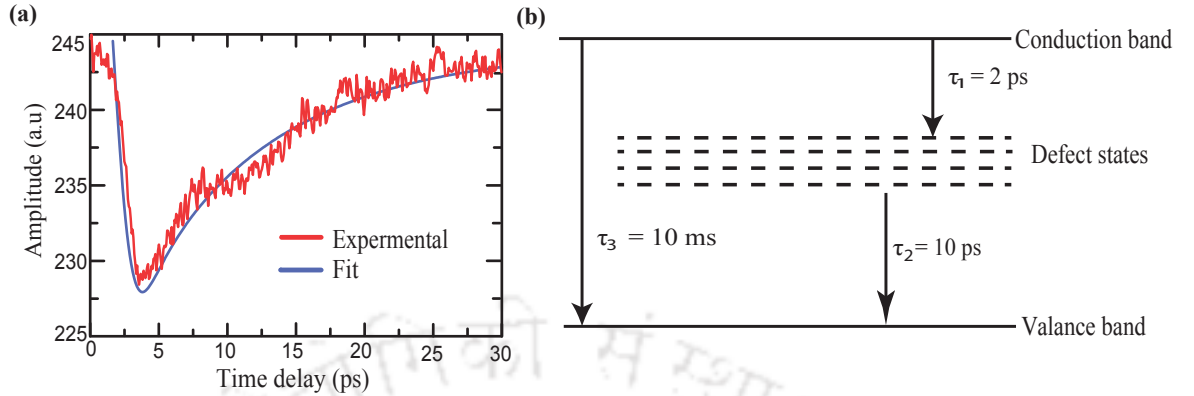 (a)
245
240
235
230
225
0
5
10
15
20
25
30
Amplitude (a.u)
Time delay (ps)
Expermental
Fit
(b)
Conduction band
τ₁ = 2 ps
Defect states
τ₃ = 10 ms
τ₂= 10 ps
Valance band